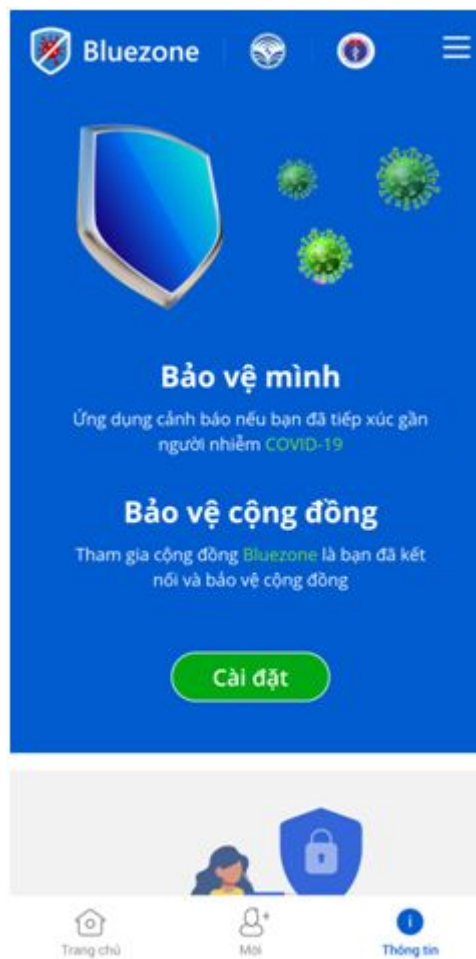 Bluezone
Bảo vệ mình
Ứng dụng cảnh báo nếu bạn đã tiếp xúc gần
người nhiễm COVID-19
Bảo vệ cộng đồng
Tham gia cộng đồng Bluezone là bạn đã kết
nối và bảo vệ cộng đồng
Cài đặt
Trang chủ
Mời
Thông tin